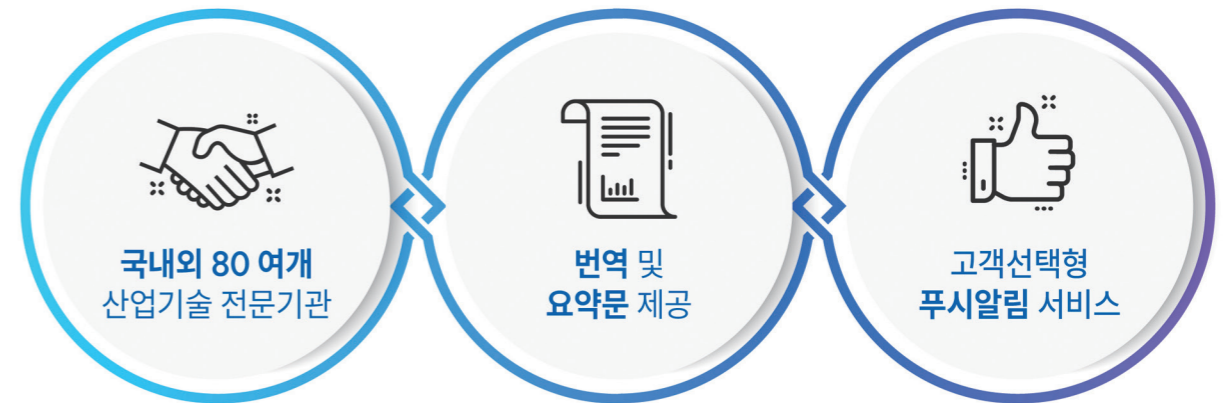 국내외 80 여개
산업기술 전문기관
번역 및
요약문 제공
고객선택형
푸시알림 서비스